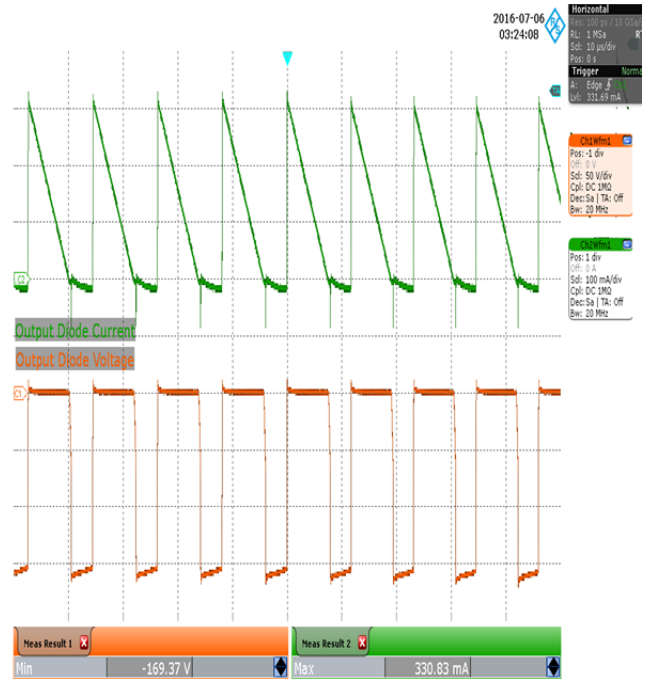 2016-07-06
03:24:08
Horizontal
Res: 100 ps / 10 GSa/
RL: 1 MSa
Scl: 10 µs/div
Pos: 0 s
Trigger Norma
A: Edge
Lvl: 331.69 mA
Ch1Wfm1
Pos: -1 div
Off: 0 V
Scl: 50 V/div
Cpl: DC 1MΩ
Dec: Sa | TA: Off
Bw: 20 MHz
Ch2Wfm1
Pos: 1 div
Off: 0 A
Scl: 100 mA/div
Cpl: DC 1MΩ
Dec: Sa | TA: Off
Bw: 20 MHz
C2
Output Diode Current
Output Diode Voltage
C1
Meas Result 1
Min -169.37 V
Meas Result 2
Max 330.83 mA